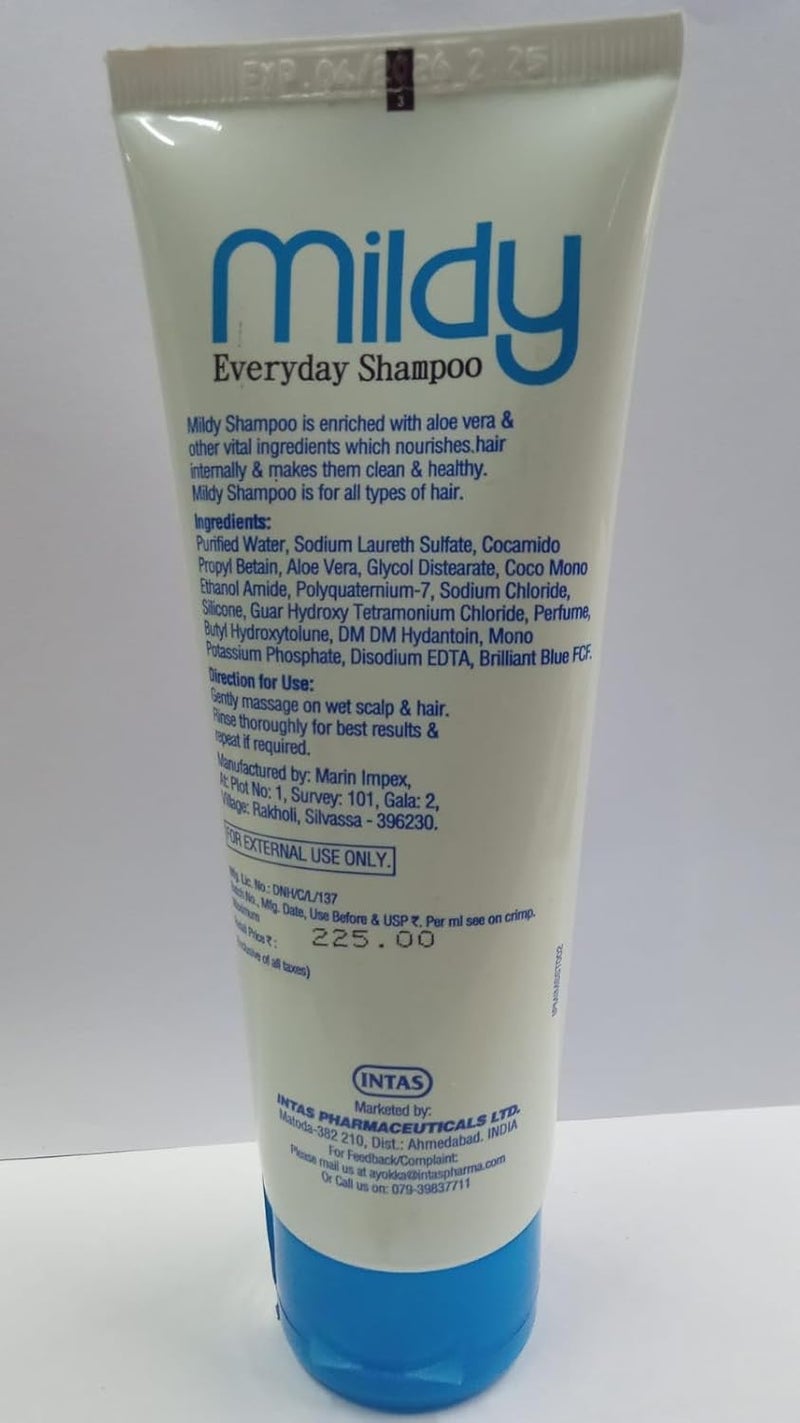 EXP. 04/2026 2.25
3
mildy
Everyday Shampoo
Mildy Shampoo is enriched with aloe vera &
other vital ingredients which nourishes.hair
internally & makes them clean & healthy.
Mildy Shampoo is for all types of hair.
Ingredients:
Purified Water, Sodium Laureth Sulfate, Cocamido
Propyl Betain, Aloe Vera, Glycol Distearate, Coco Mono
Ethanol Amide, Polyquaternium-7, Sodium Chloride,
Silicone, Guar Hydroxy Tetramonium Chloride, Perfume,
Butyl Hydroxytolune, DM DM Hydantoin, Mono
Potassium Phosphate, Disodium EDTA, Brilliant Blue FCF.
Direction for Use:
Gently massage on wet scalp & hair.
Rinse thoroughly for best results &
repeat if required.
Manufactured by: Marin Impex,
At: Plot No: 1, Survey: 101, Gala: 2,
Village: Rakholi, Silvassa - 396230.
FOR EXTERNAL USE ONLY.
Mfg. Lic. No.: DNH/C/L/137
Batch No., Mfg. Date, Use Before & USP ₹. Per ml see on crimp.
Maximum
Retail Price ₹ : 225.00
(Inclusive of all taxes)
INTAS
Marketed by:
INTAS PHARMACEUTICALS LTD.
Matoda-382 210, Dist.: Ahmedabad. INDIA
For Feedback/Complaint:
Please mail us at ayokka@intaspharma.com
Or Call us on: 079-39837711